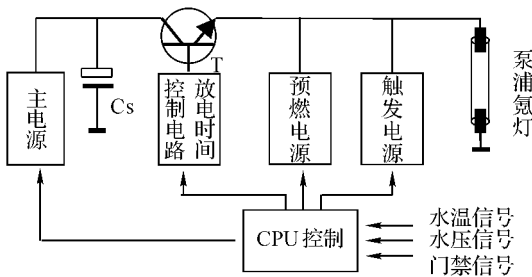 T
主电源
Cs
控制电路
放电时间
预燃电源
触发电源
泵浦氪灯
CPU控制
水温信号
水压信号
门禁信号